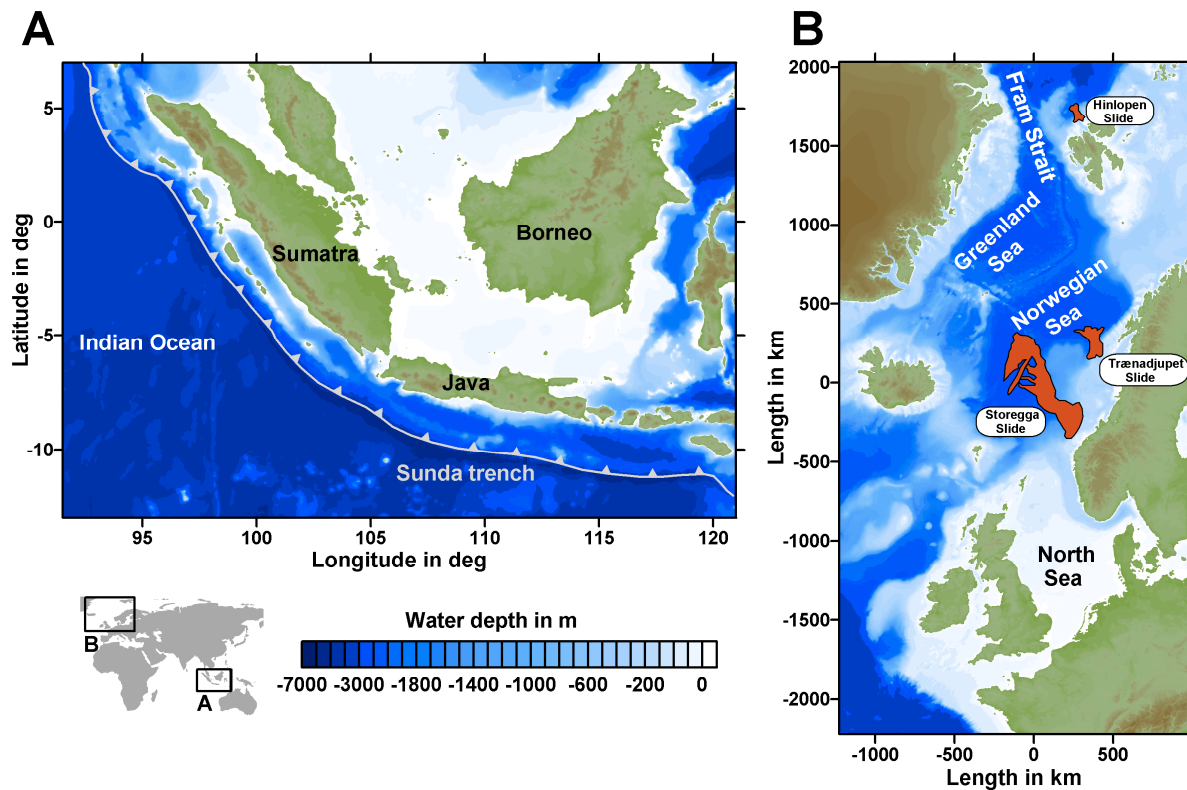 A
5
0
-5
-10
Latitude in deg
Sumatra
Borneo
Java
Indian Ocean
Sunda trench
95
100
105
110
115
120
Longitude in deg
B
A
Water depth in m
-7000 -3000 -1800 -1400 -1000 -600 -200 0
B
2000
1500
1000
500
0
-500
-1000
-1500
-2000
Length in km
Fram Strait
Hinlopen
Slide
Greenland
Sea
Norwegian
Sea
Trænadjupet
Slide
Storegga
Slide
North
Sea
-1000
-500
0
500
Length in km